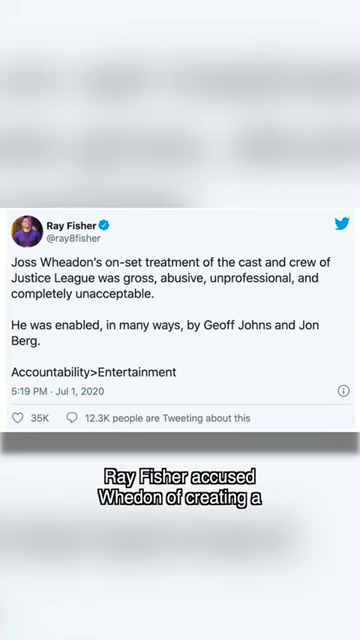 Ray Fisher
@ray8fisher
Joss Wheadon's on-set treatment of the cast and crew of
Justice League was gross, abusive, unprofessional, and
completely unacceptable.
He was enabled, in many ways, by Geoff Johns and Jon
Berg.
Accountability>Entertainment
5:19 PM · Jul 1, 2020
35K 12.3K people are Tweeting about this
Ray Fisher accused
Whedon of creating a